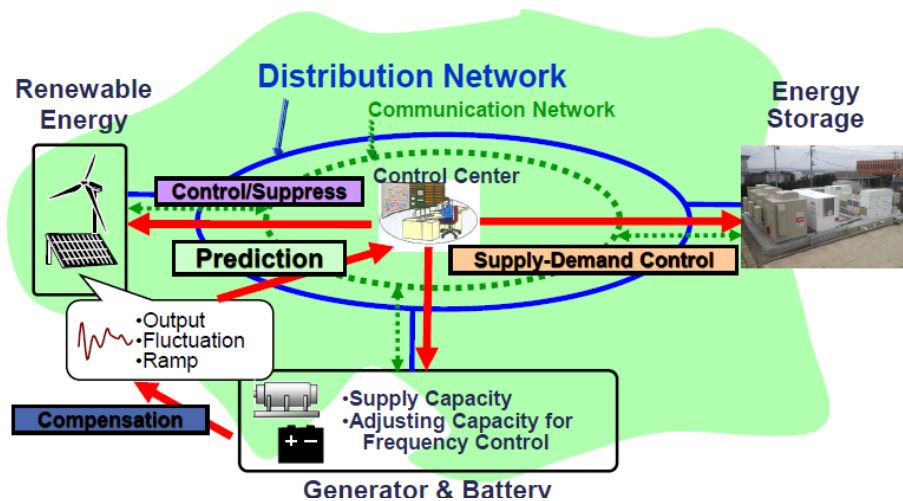 Renewable
Energy
Distribution Network
Communication Network
Energy
Storage
Control Center
Control/Suppress
Prediction
Supply-Demand Control
•Output
•Fluctuation
•Ramp
Compensation
•Supply Capacity
•Adjusting Capacity for
Frequency Control
Generator & Battery